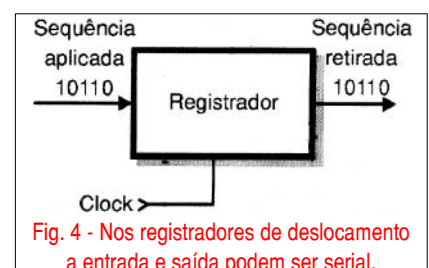 Sequência
aplicada
10110
Registrador
Sequência
retirada
10110
Clock
Fig. 4 - Nos registradores de deslocamento
a entrada e saída podem ser serial.